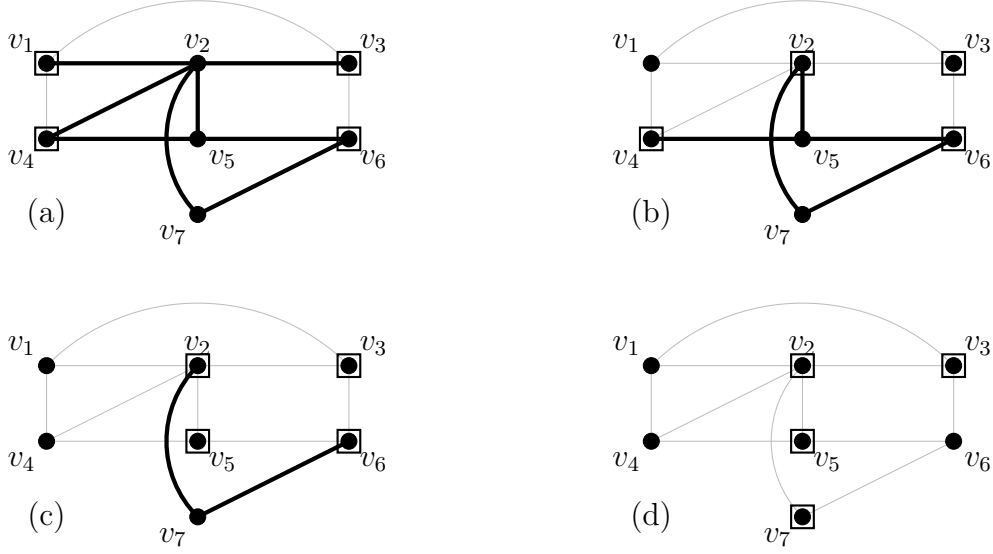 v₁ v₂ v₃ v₁ v₂ v₃
v₄ v₅ v₆ v₄ v₅ v₆
(a) v₇ (b) v₇
v₁ v₂ v₃ v₁ v₂ v₃
v₄ v₅ v₆ v₄ v₅ v₆
(c) v₇ (d) v₇